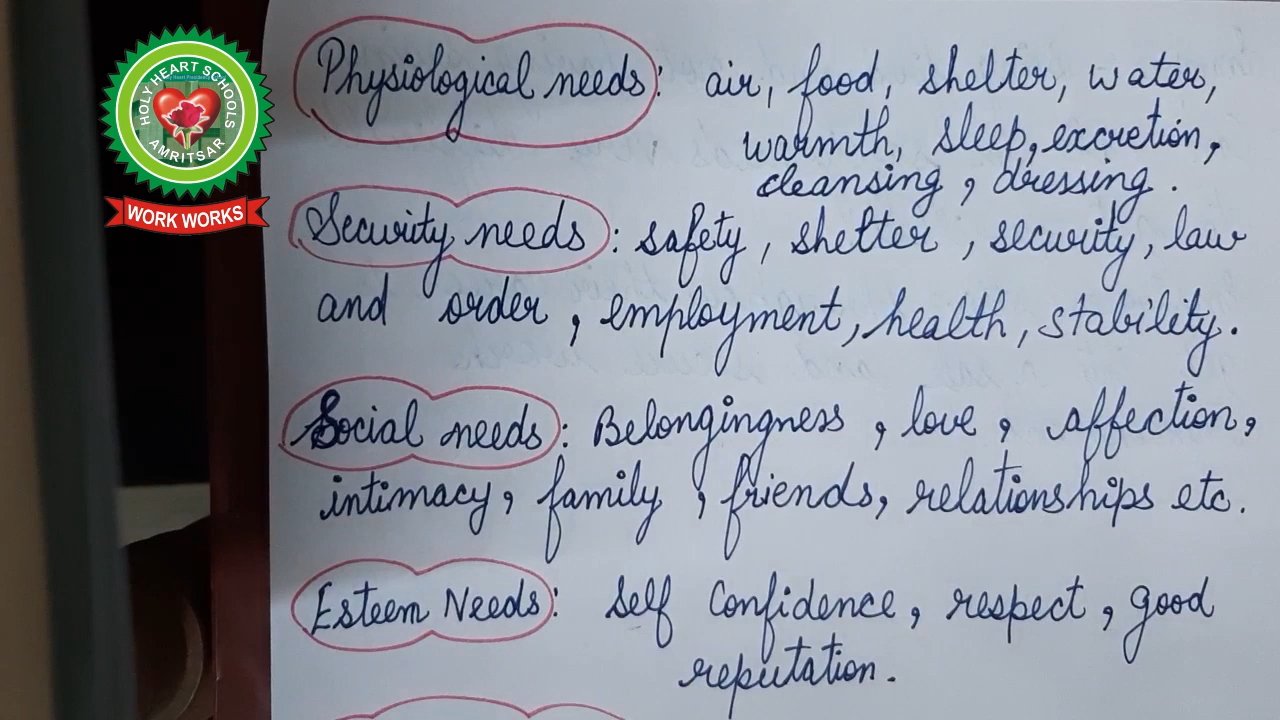 HOLY HEART SCHOOLS
AMRITSAR
WORK WORKS
Physiological needs: air, food, shelter, water,
warmth, sleep, excretion,
cleansing, dressing.
Security needs: safety, shelter, security, law
and order, employment, health, stability.
Social needs: Belongingness, love, affection,
intimacy, family, friends, relationships etc.
Esteem Needs: Self Confidence, respect, good
reputation.